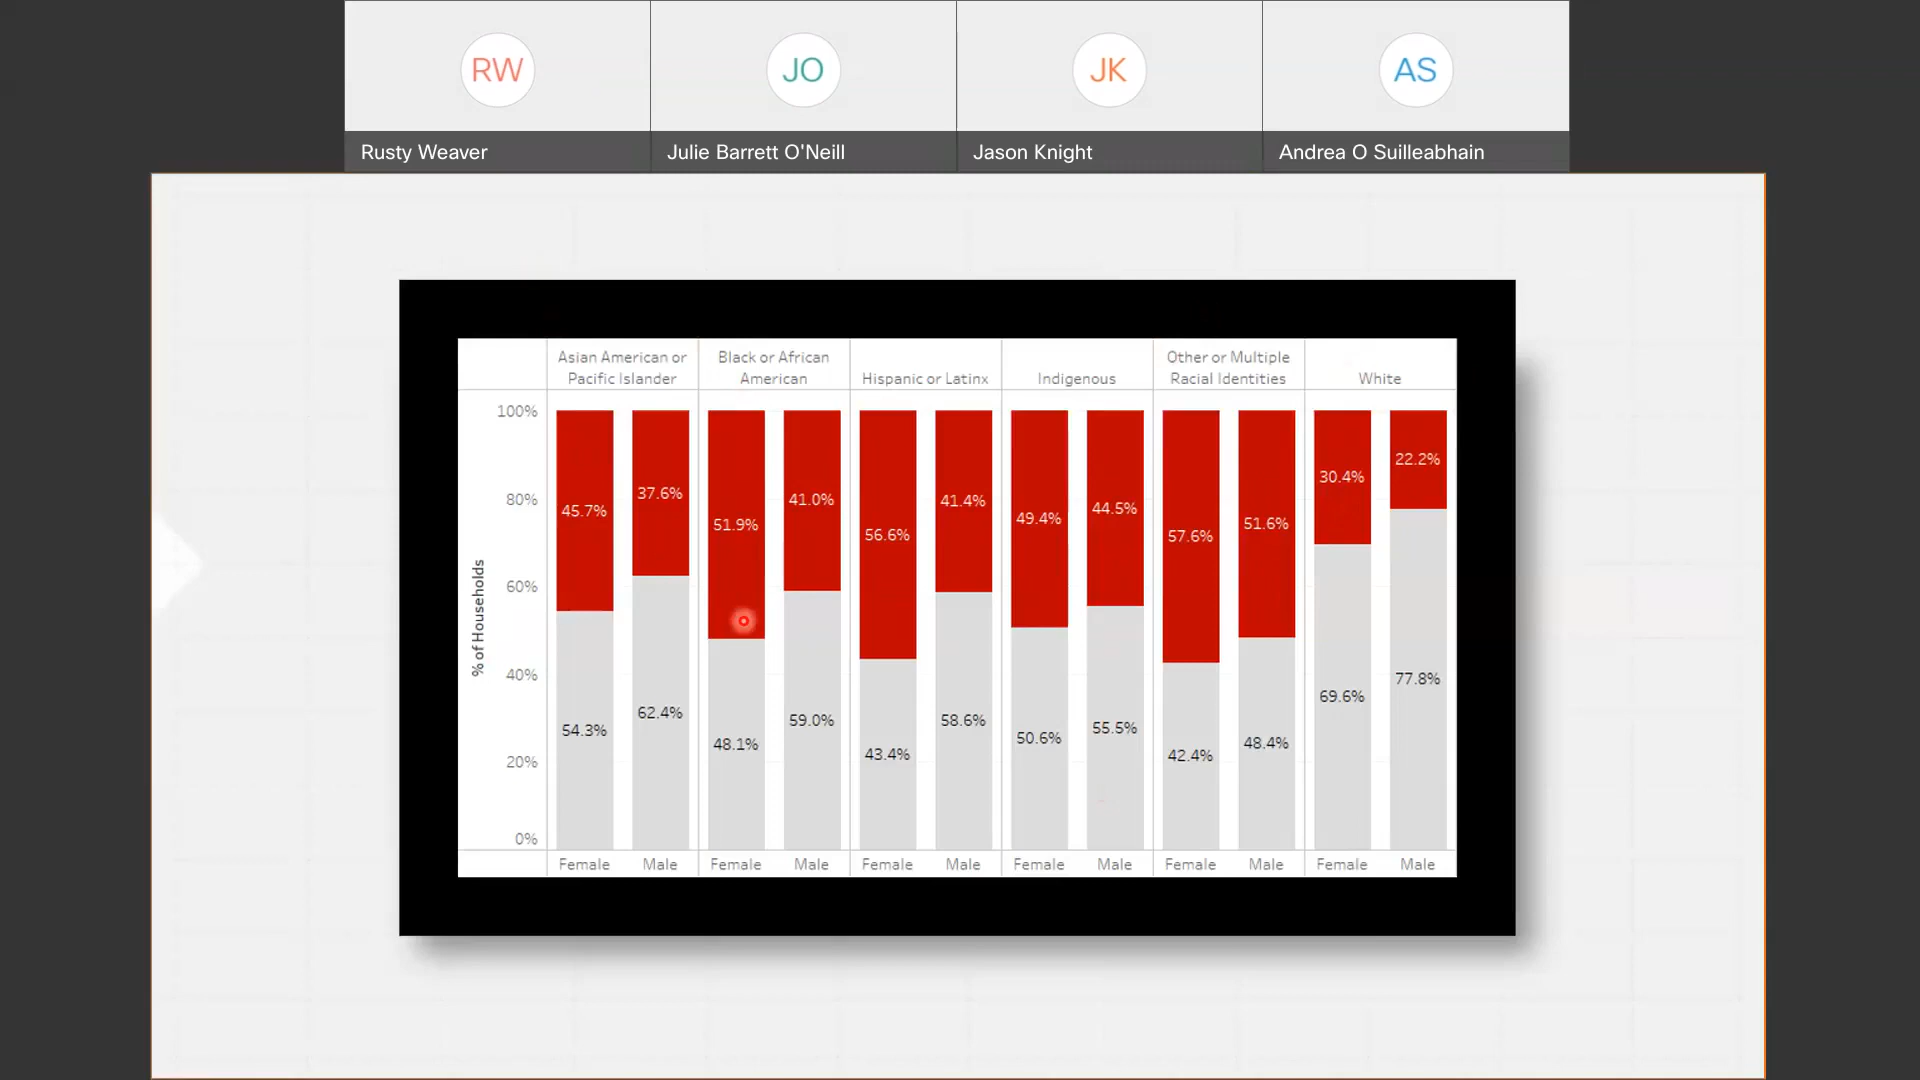 RW
JO
JK
AS
Rusty Weaver
Julie Barrett O'Neill
Jason Knight
Andrea O Suilleabhain
Asian American or
Pacific Islander
Black or African
American
Hispanic or Latinx
Indigenous
Other or Multiple
Racial Identities
White
% of Households
100%
80%
60%
40%
20%
0%
45.7%
37.6%
51.9%
41.0%
56.6%
41.4%
49.4%
44.5%
57.6%
51.6%
30.4%
22.2%
54.3%
62.4%
48.1%
59.0%
43.4%
58.6%
50.6%
55.5%
42.4%
48.4%
69.6%
77.8%
Female
Male
Female
Male
Female
Male
Female
Male
Female
Male
Female
Male